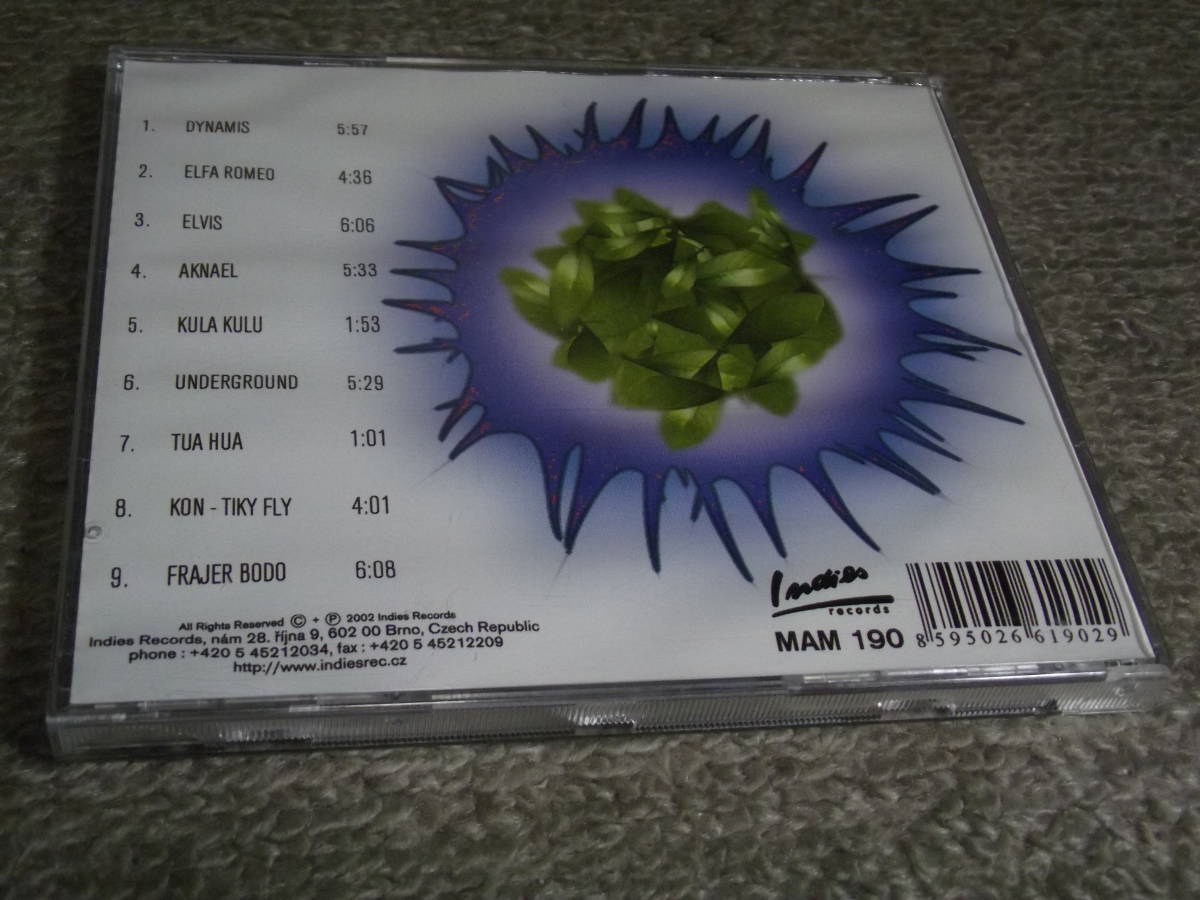 1. DYNAMIS 5:57
2. ELFA ROMEO 4:36
3. ELVIS 6:06
4. AKNAEL 5:33
5. KULA KULU 1:53
6. UNDERGROUND 5:29
7. TUA HUA 1:01
8. KON - TIKY FLY 4:01
9. FRAJER BODO 6:08
All Rights Reserved © + ℗ 2002 Indies Records
Indies Records, nám 28. října 9, 602 00 Brno, Czech Republic
phone : +420 5 45212034, fax : +420 5 45212209
http://www.indiesrec.cz
Indies
records
MAM 190
8 595026 619029